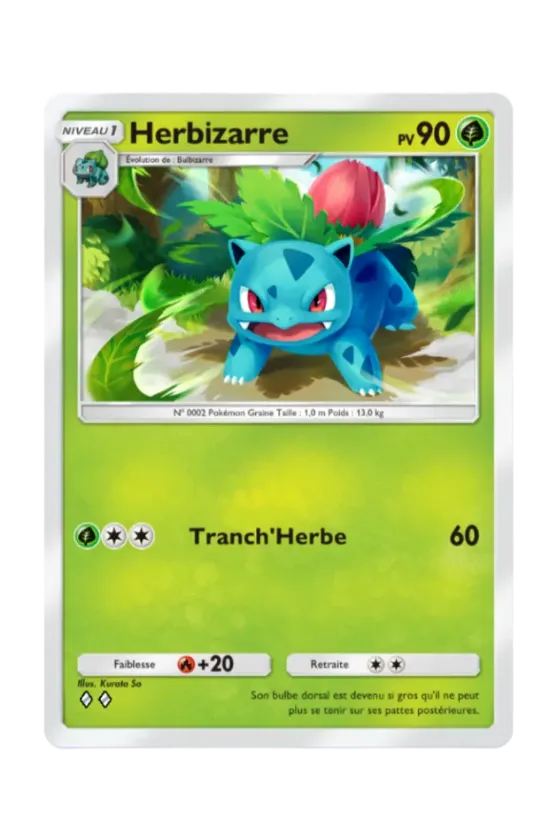 NIVEAU 1
Herbizarre
PV 90
Évolution de : Bulbizarre
N° 0002 Pokémon Graine Taille : 1,0 m Poids : 13.0 kg
Tranch'Herbe 60
Faiblesse +20 Retraite
Illus. Kurata So
Son bulbe dorsal est devenu si gros qu'il ne peut
plus se tenir sur ses pattes postérieures.